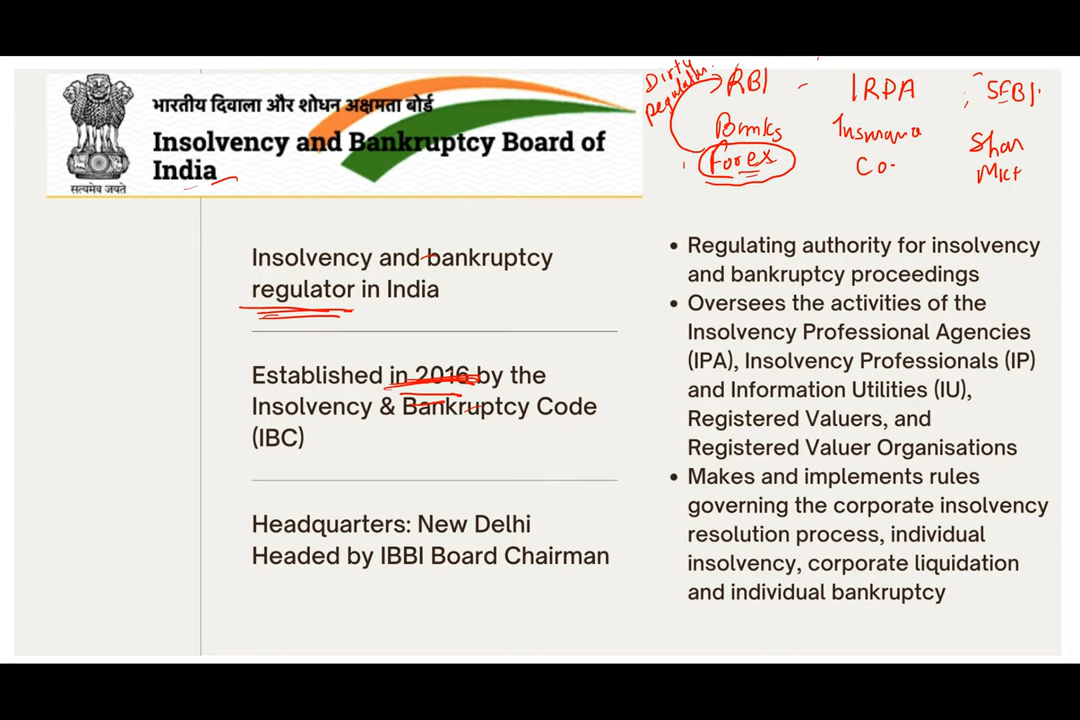 भारतीय दिवाला और शोधन अक्षमता बोर्ड
Insolvency and Bankruptcy Board of
India
सत्यमेव जयते
Dirty
RBI - IRDA ; SEBI
Banks
Forex
Co.
Mkt
Insolvency and bankruptcy
regulator in India
Established in 2016 by the
Insolvency & Bankruptcy Code
(IBC)
Headquarters: New Delhi
Headed by IBBI Board Chairman
• Regulating authority for insolvency
and bankruptcy proceedings
• Oversees the activities of the
Insolvency Professional Agencies
(IPA), Insolvency Professionals (IP)
and Information Utilities (IU),
Registered Valuers, and
Registered Valuer Organisations
• Makes and implements rules
governing the corporate insolvency
resolution process, individual
insolvency, corporate liquidation
and individual bankruptcy